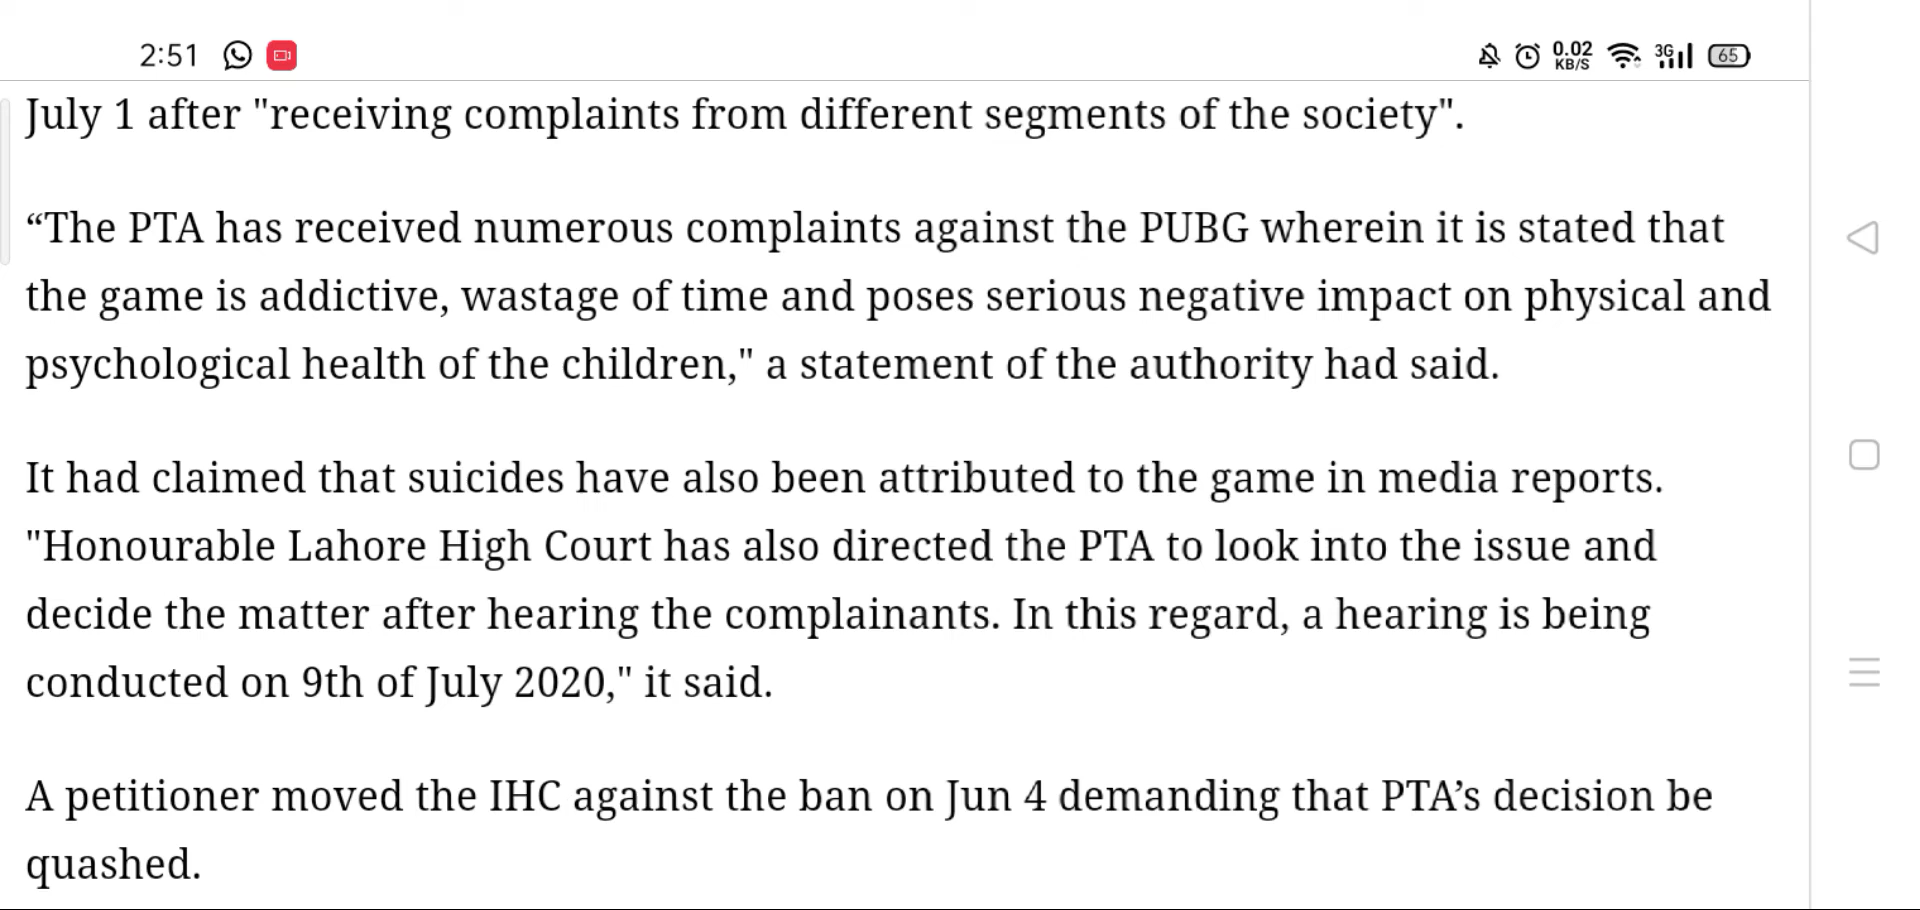 2:51
0.02
KB/S
3G
65
July 1 after "receiving complaints from different segments of the society".
“The PTA has received numerous complaints against the PUBG wherein it is stated that
the game is addictive, wastage of time and poses serious negative impact on physical and
psychological health of the children," a statement of the authority had said.
It had claimed that suicides have also been attributed to the game in media reports.
"Honourable Lahore High Court has also directed the PTA to look into the issue and
decide the matter after hearing the complainants. In this regard, a hearing is being
conducted on 9th of July 2020," it said.
A petitioner moved the IHC against the ban on Jun 4 demanding that PTA’s decision be
quashed.